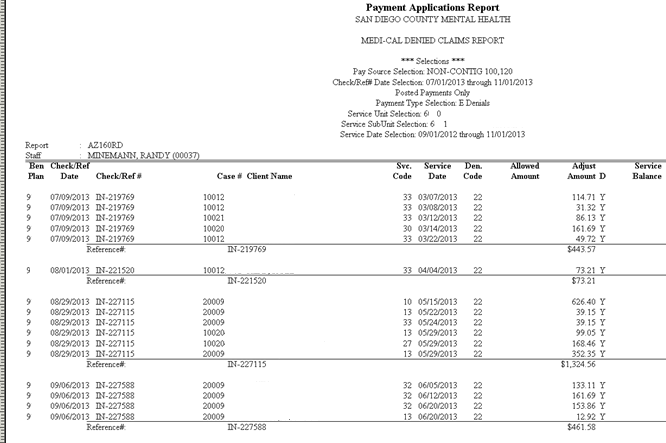 Payment Applications Report
SAN DIEGO COUNTY MENTAL HEALTH
MEDI-CAL DENIED CLAIMS REPORT
*** Selections ***
Pay Source Selection: NON-CONTIG 100,120
Check/Ref# Date Selection: 07/01/2013 through 11/01/2013
Posted Payments Only
Payment Type Selection: E Denials
Service Unit Selection: 6 0
Service SubUnit Selection: 6 1
Service Date Selection: 09/01/2012 through 11/01/2013
Report : AZ160RD
Staff : MINEMANN, RANDY (00037)
Ben Check/Ref Svc. Service Den. Allowed Adjust Service
Plan Date Check/Ref # Case # Client Name Code Date Code Amount Amount D Balance
9 07/09/2013 IN-219769 10012 33 03/07/2013 22 114.71 Y
9 07/09/2013 IN-219769 10012 33 03/08/2013 22 31.32 Y
9 07/09/2013 IN-219769 10021 33 03/12/2013 22 86.13 Y
9 07/09/2013 IN-219769 10020 30 03/14/2013 22 161.69 Y
9 07/09/2013 IN-219769 10012 33 03/22/2013 22 49.72 Y
Reference#: IN-219769 $443.57
9 08/01/2013 IN-221520 10012 33 04/04/2013 22 73.21 Y
Reference#: IN-221520 $73.21
9 08/29/2013 IN-227115 20009 10 05/15/2013 22 626.40 Y
9 08/29/2013 IN-227115 20009 13 05/22/2013 22 39.15 Y
9 08/29/2013 IN-227115 20009 33 05/24/2013 22 39.15 Y
9 08/29/2013 IN-227115 10020 13 05/29/2013 22 99.05 Y
9 08/29/2013 IN-227115 10020 27 05/29/2013 22 168.46 Y
9 08/29/2013 IN-227115 20009 13 05/29/2013 22 352.35 Y
Reference#: IN-227115 $1,324.56
9 09/06/2013 IN-227588 20009 32 06/05/2013 22 133.11 Y
9 09/06/2013 IN-227588 20009 32 06/12/2013 22 161.69 Y
9 09/06/2013 IN-227588 20009 32 06/20/2013 22 153.86 Y
9 09/06/2013 IN-227588 20009 13 06/20/2013 22 12.92 Y
Reference#: IN-227588 $461.58